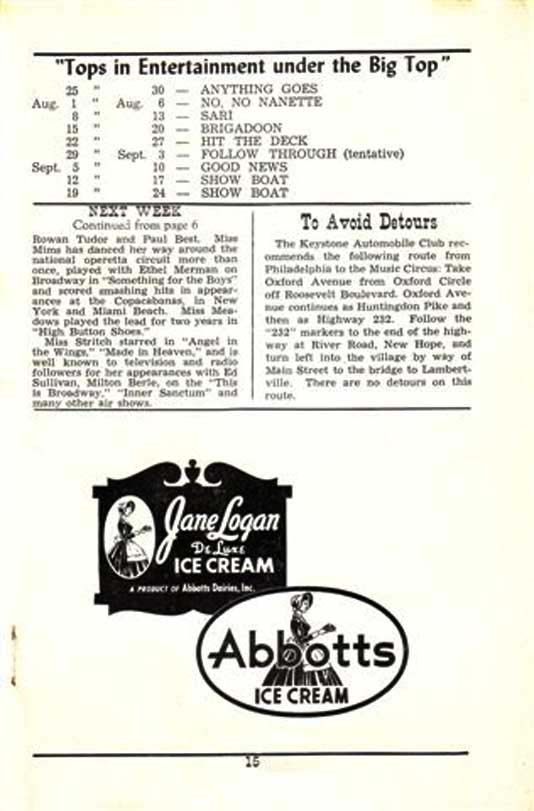 "Tops in Entertainment under the Big Top"
25 " 30 — ANYTHING GOES
Aug. 1 " Aug. 6 — NO, NO NANETTE
8 " 13 — SARI
15 " 20 — BRIGADOON
22 " 27 — HIT THE DECK
29 " Sept. 3 — FOLLOW THROUGH (tentative)
Sept. 5 " 10 — GOOD NEWS
12 " 17 — SHOW BOAT
19 " 24 — SHOW BOAT
NEXT WEEK
Continued from page 6
Rowan Tudor and Paul Best. Miss
Mims has danced her way around the
national operetta circuit more than
once, played with Ethel Merman on
Broadway in "Something for the Boys"
and scored smashing hits in appear-
ances at the Copacabanas, in New
York and Miami Beach. Miss Mea-
dows played the lead for two years in
"High Button Shoes."
Miss Stritch starred in "Angel in
the Wings," "Made in Heaven," and is
well known to television and radio
followers for her appearances with Ed
Sullivan, Milton Berle, on the "This
is Broadway," "Inner Sanctum" and
many other air shows.
To Avoid Detours
The Keystone Automobile Club rec-
ommends the following route from
Philadelphia to the Music Circus: Take
Oxford Avenue from Oxford Circle
off Roosevelt Boulevard. Oxford Ave-
nue continues as Huntingdon Pike and
then as Highway 232. Follow the
"232" markers to the end of the high-
way at River Road, New Hope, and
turn left into the village by way of
Main Street to the bridge to Lambert-
ville. There are no detours on this
route.
Jane Logan
De Luxe
ICE CREAM
A PRODUCT OF Abbotts Dairies, Inc.
Abbotts
ICE CREAM
15